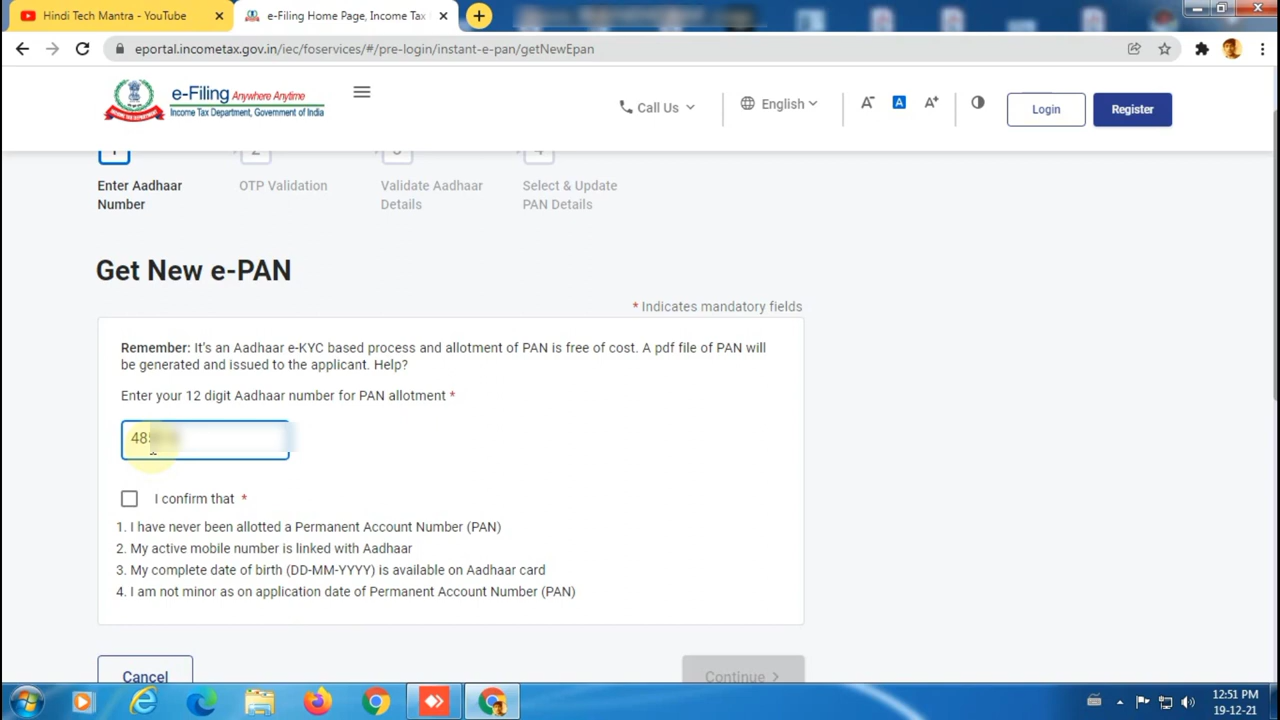 Hindi Tech Mantra - YouTube
e-Filing Home Page, Income Tax
eportal.incometax.gov.in/iec/foservices/#/pre-login/instant-e-pan/getNewEpan
e-Filing Anywhere Anytime
Income Tax Department, Government of India
Call Us
English
A-
A
A+
Login
Register
1
2
3
4
Enter Aadhaar
Number
OTP Validation
Validate Aadhaar
Details
Select & Update
PAN Details
Get New e-PAN
* Indicates mandatory fields
Remember: It's an Aadhaar e-KYC based process and allotment of PAN is free of cost. A pdf file of PAN will
be generated and issued to the applicant. Help?
Enter your 12 digit Aadhaar number for PAN allotment *
48
I confirm that *
1. I have never been allotted a Permanent Account Number (PAN)
2. My active mobile number is linked with Aadhaar
3. My complete date of birth (DD-MM-YYYY) is available on Aadhaar card
4. I am not minor as on application date of Permanent Account Number (PAN)
Cancel
Continue >
12:51 PM
19-12-21